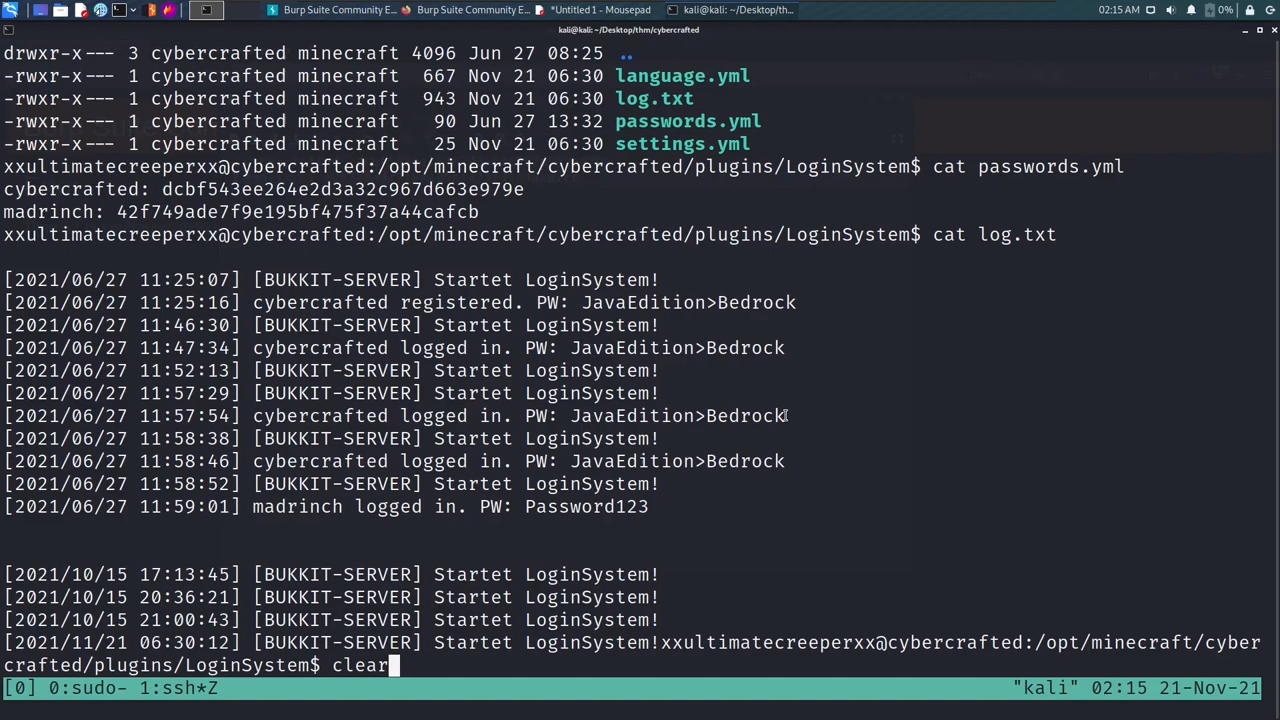 Burp Suite Community E...
Burp Suite Community E...
*Untitled 1 - Mousepad
kali@kali: ~/Desktop/th...
02:15 AM
0%
kali@kali: ~/Desktop/thm/cybercrafted
drwxr-x--- 3 cybercrafted minecraft 4096 Jun 27 08:25 ..
-rwxr-x--- 1 cybercrafted minecraft 667 Nov 21 06:30 language.yml
-rwxr-x--- 1 cybercrafted minecraft 943 Nov 21 06:30 log.txt
-rwxr-x--- 1 cybercrafted minecraft 90 Jun 27 13:32 passwords.yml
-rwxr-x--- 1 cybercrafted minecraft 25 Nov 21 06:30 settings.yml
xxultimatecreeperxx@cybercrafted:/opt/minecraft/cybercrafted/plugins/LoginSystem$ cat passwords.yml
cybercrafted: dcbf543ee264e2d3a32c967d663e979e
madrinch: 42f749ade7f9e195bf475f37a44cafcb
xxultimatecreeperxx@cybercrafted:/opt/minecraft/cybercrafted/plugins/LoginSystem$ cat log.txt
[2021/06/27 11:25:07] [BUKKIT-SERVER] Startet LoginSystem!
[2021/06/27 11:25:16] cybercrafted registered. PW: JavaEdition>Bedrock
[2021/06/27 11:46:30] [BUKKIT-SERVER] Startet LoginSystem!
[2021/06/27 11:47:34] cybercrafted logged in. PW: JavaEdition>Bedrock
[2021/06/27 11:52:13] [BUKKIT-SERVER] Startet LoginSystem!
[2021/06/27 11:57:29] [BUKKIT-SERVER] Startet LoginSystem!
[2021/06/27 11:57:54] cybercrafted logged in. PW: JavaEdition>Bedrock
[2021/06/27 11:58:38] [BUKKIT-SERVER] Startet LoginSystem!
[2021/06/27 11:58:46] cybercrafted logged in. PW: JavaEdition>Bedrock
[2021/06/27 11:58:52] [BUKKIT-SERVER] Startet LoginSystem!
[2021/06/27 11:59:01] madrinch logged in. PW: Password123
[2021/10/15 17:13:45] [BUKKIT-SERVER] Startet LoginSystem!
[2021/10/15 20:36:21] [BUKKIT-SERVER] Startet LoginSystem!
[2021/10/15 21:00:43] [BUKKIT-SERVER] Startet LoginSystem!
[2021/11/21 06:30:12] [BUKKIT-SERVER] Startet LoginSystem!xxultimatecreeperxx@cybercrafted:/opt/minecraft/cyber
crafted/plugins/LoginSystem$ clear
[0] 0:sudo- 1:ssh*Z
"kali" 02:15 21-Nov-21